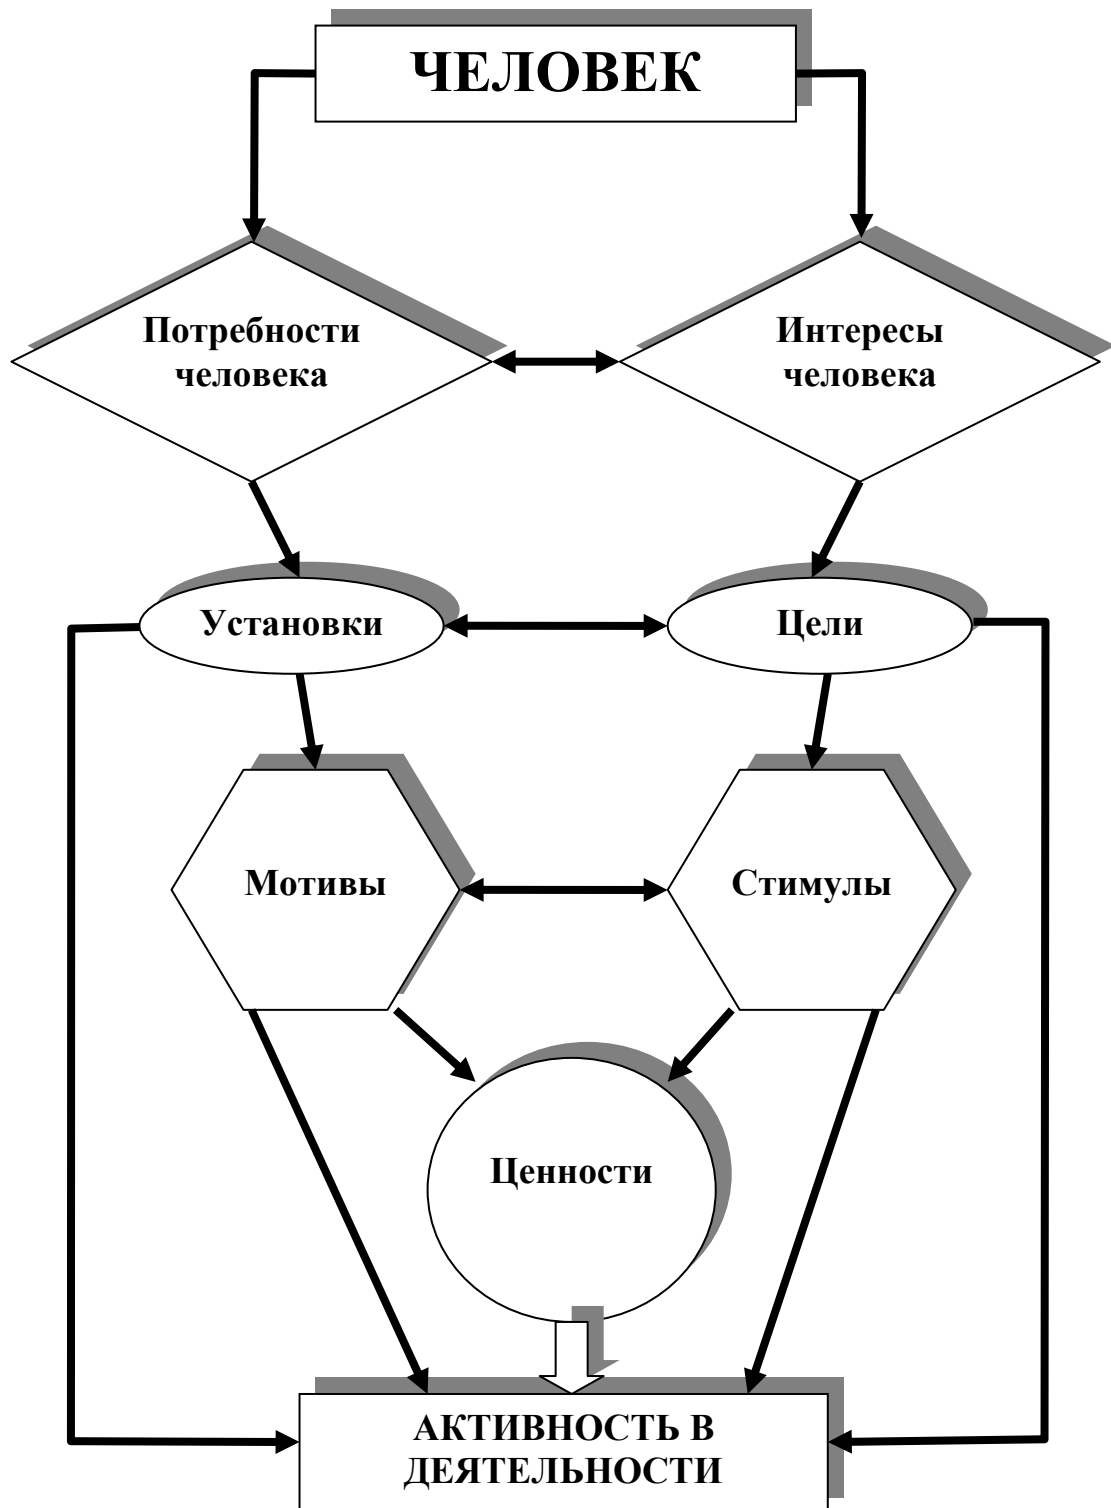 ЧЕЛОВЕК
Потребности
человека
Интересы
человека
Установки
Цели
Мотивы
Стимулы
Ценности
АКТИВНОСТЬ В
ДЕЯТЕЛЬНОСТИ